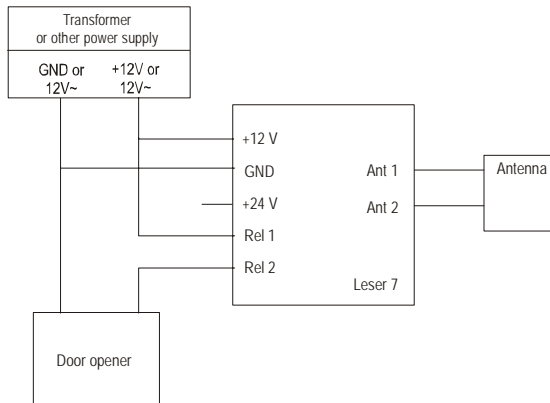 Transformer
or other power supply
GND or
12V~
+12V or
12V~
+12 V
GND
+24 V
Rel 1
Rel 2
Ant 1
Ant 2
Leser 7
Antenna
Door opener